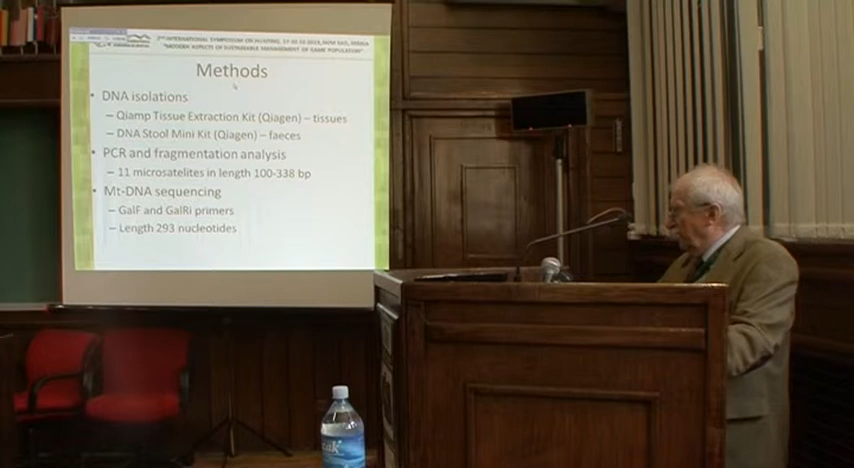 2ND INTERNATIONAL SYMPOSIUM ON HUNTING, 17-20.10.2013, NOVI SAD, SERBIA
"MODERN ASPECTS OF SUSTAINABLE MANAGEMENT OF GAME POPULATION"
Methods
• DNA isolations
– Qiamp Tissue Extraction Kit (Qiagen) – tissues
– DNA Stool Mini Kit (Qiagen) – faeces
• PCR and fragmentation analysis
– 11 microsatelites in length 100-338 bp
• Mt-DNA sequencing
– GalF and GalRi primers
– Length 293 nucleotides